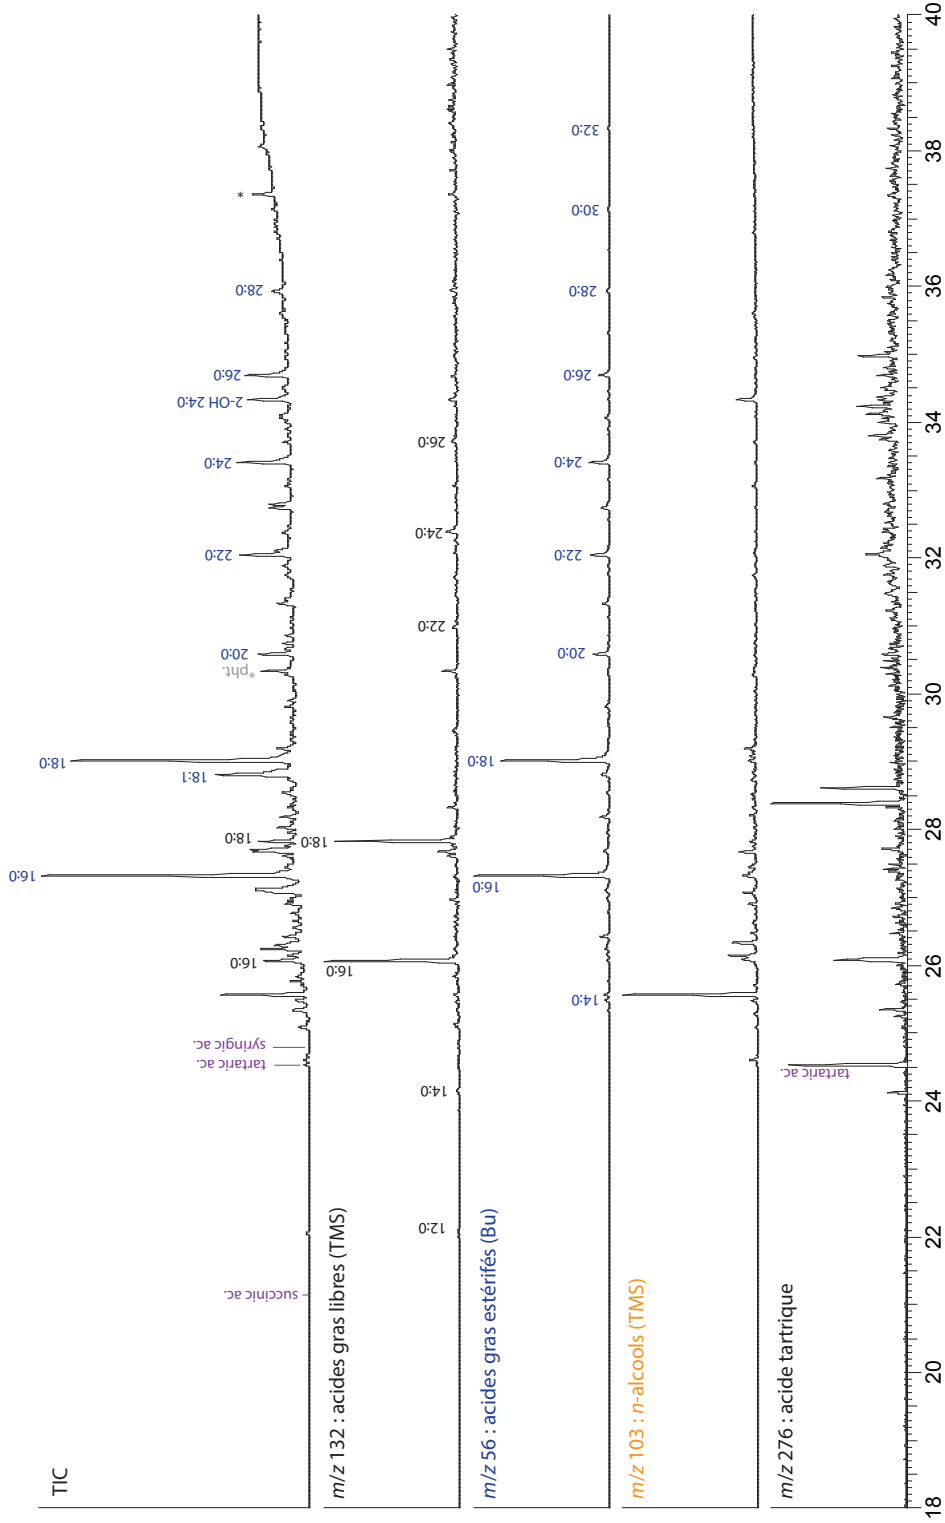 TIC
succinic ac.
tartaric ac.
syringic ac.
16:0
16:0
18:0
18:1
18:0
*pht.
20:0
22:0
24:0
2-OH 24:0
26:0
28:0
*
m/z 132 : acides gras libres (TMS)
12:0
14:0
16:0
18:0
22:0
24:0
26:0
m/z 56 : acides gras estérifés (Bu)
14:0
16:0
18:0
20:0
22:0
24:0
26:0
28:0
30:0
32:0
m/z 103 : n-alcools (TMS)
m/z 276 : acide tartrique
tartaric ac.
18 20 22 24 26 28 30 32 34 36 38 40